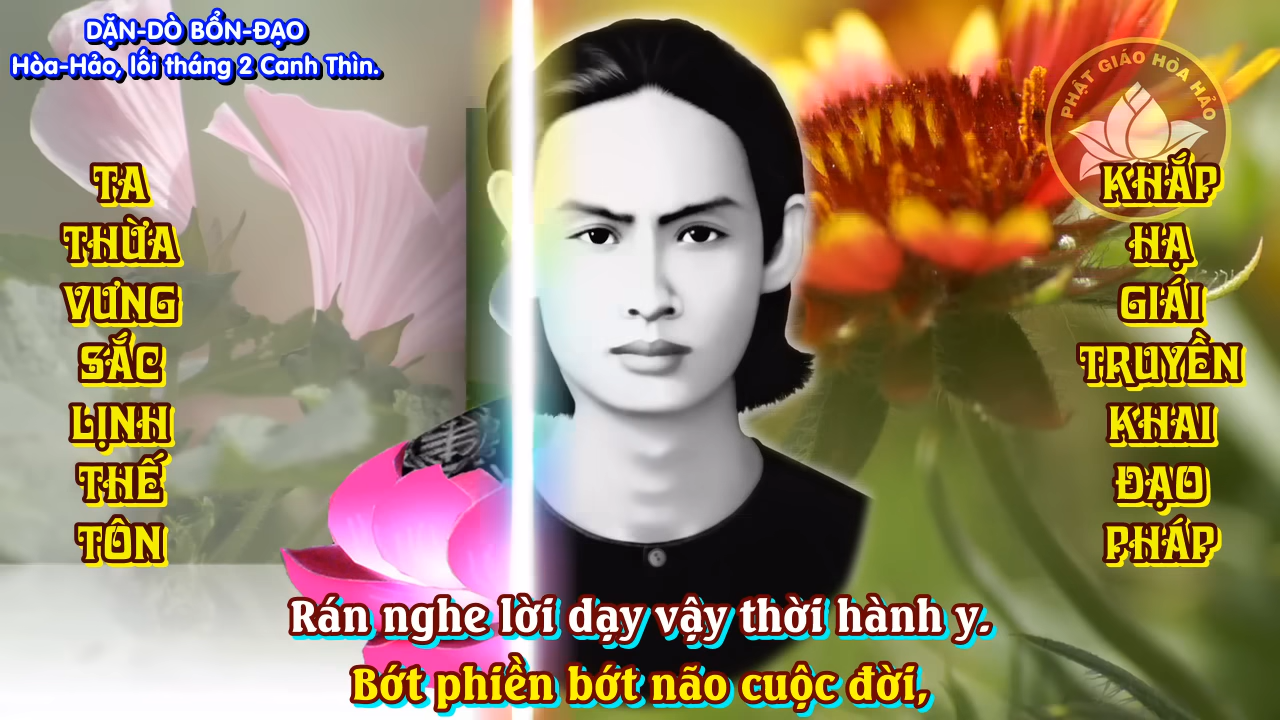 DẶN-DÒ BỔN-ĐẠO
Hòa-Hảo, lối tháng 2 Canh Thìn.
PHẬT GIÁO HÒA HẢO
TA
THỪA
VƯNG
SẮC
LỊNH
THẾ
TÔN
KHẮP
HẠ
GIÁI
TRUYỀN
KHAI
ĐẠO
PHÁP
Rán nghe lời dạy vậy thời hành y.
Bớt phiền bớt não cuộc đời,